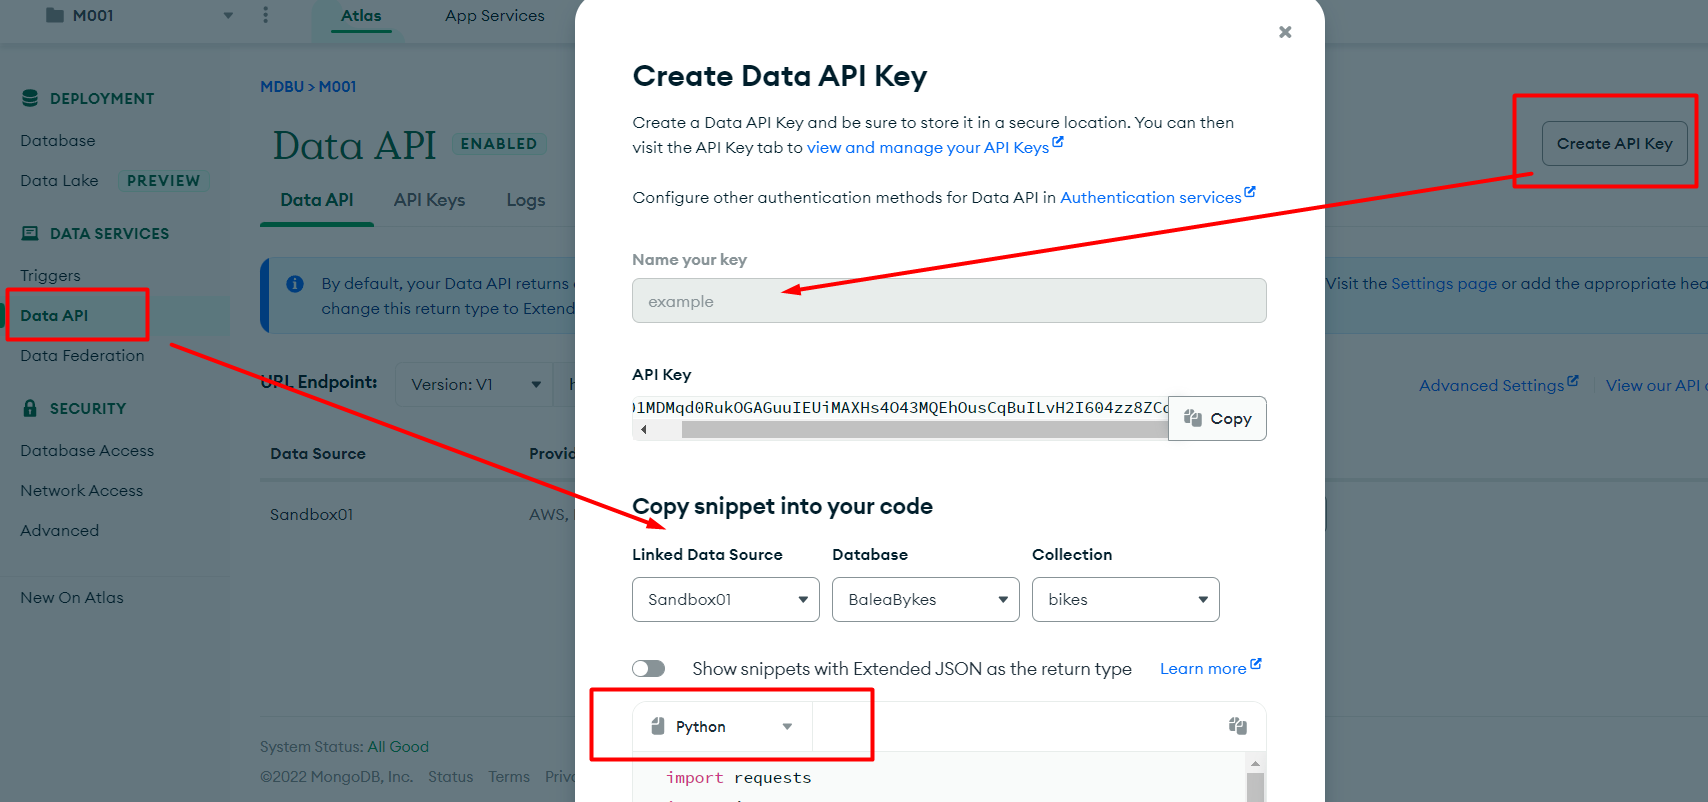 M001
Atlas
App Services
DEPLOYMENT
Database
Data Lake PREVIEW
DATA SERVICES
Triggers
Data API
Data Federation
SECURITY
Database Access
Network Access
Advanced
New On Atlas
MDBU > M001
Data API ENABLED
Create API Key
Data API API Keys Logs
By default, your Data API returns
change this return type to Extend
Visit the Settings page or add the appropriate hea
URL Endpoint: Version: V1 h
Advanced Settings View our API
Data Source Provid
Sandbox01 AWS,
System Status: All Good
©2022 MongoDB, Inc. Status Terms Priva
Create Data API Key
Create a Data API Key and be sure to store it in a secure location. You can then
visit the API Key tab to view and manage your API Keys
Configure other authentication methods for Data API in Authentication services
Name your key
example
API Key
01MDMqd0RukOGAGuuIEUiMAXHs4O43MQEhOusCqBuILvH2I604zz8ZCc
Copy
Copy snippet into your code
Linked Data Source Database Collection
Sandbox01 BaleaBykes bikes
Show snippets with Extended JSON as the return type Learn more
Python
import requests